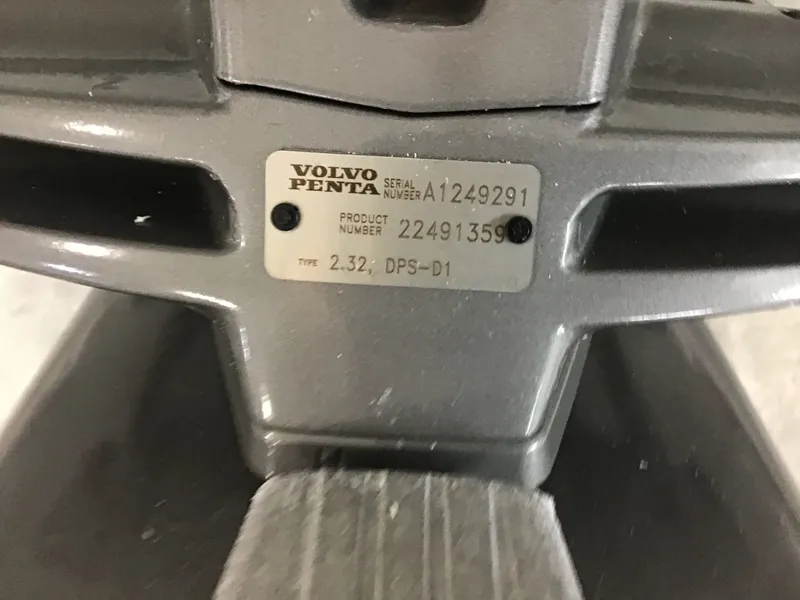 VOLVO PENTA SERIAL NUMBER A1249291
PRODUCT NUMBER 22491359
TYPE 2.32, DPS-D1